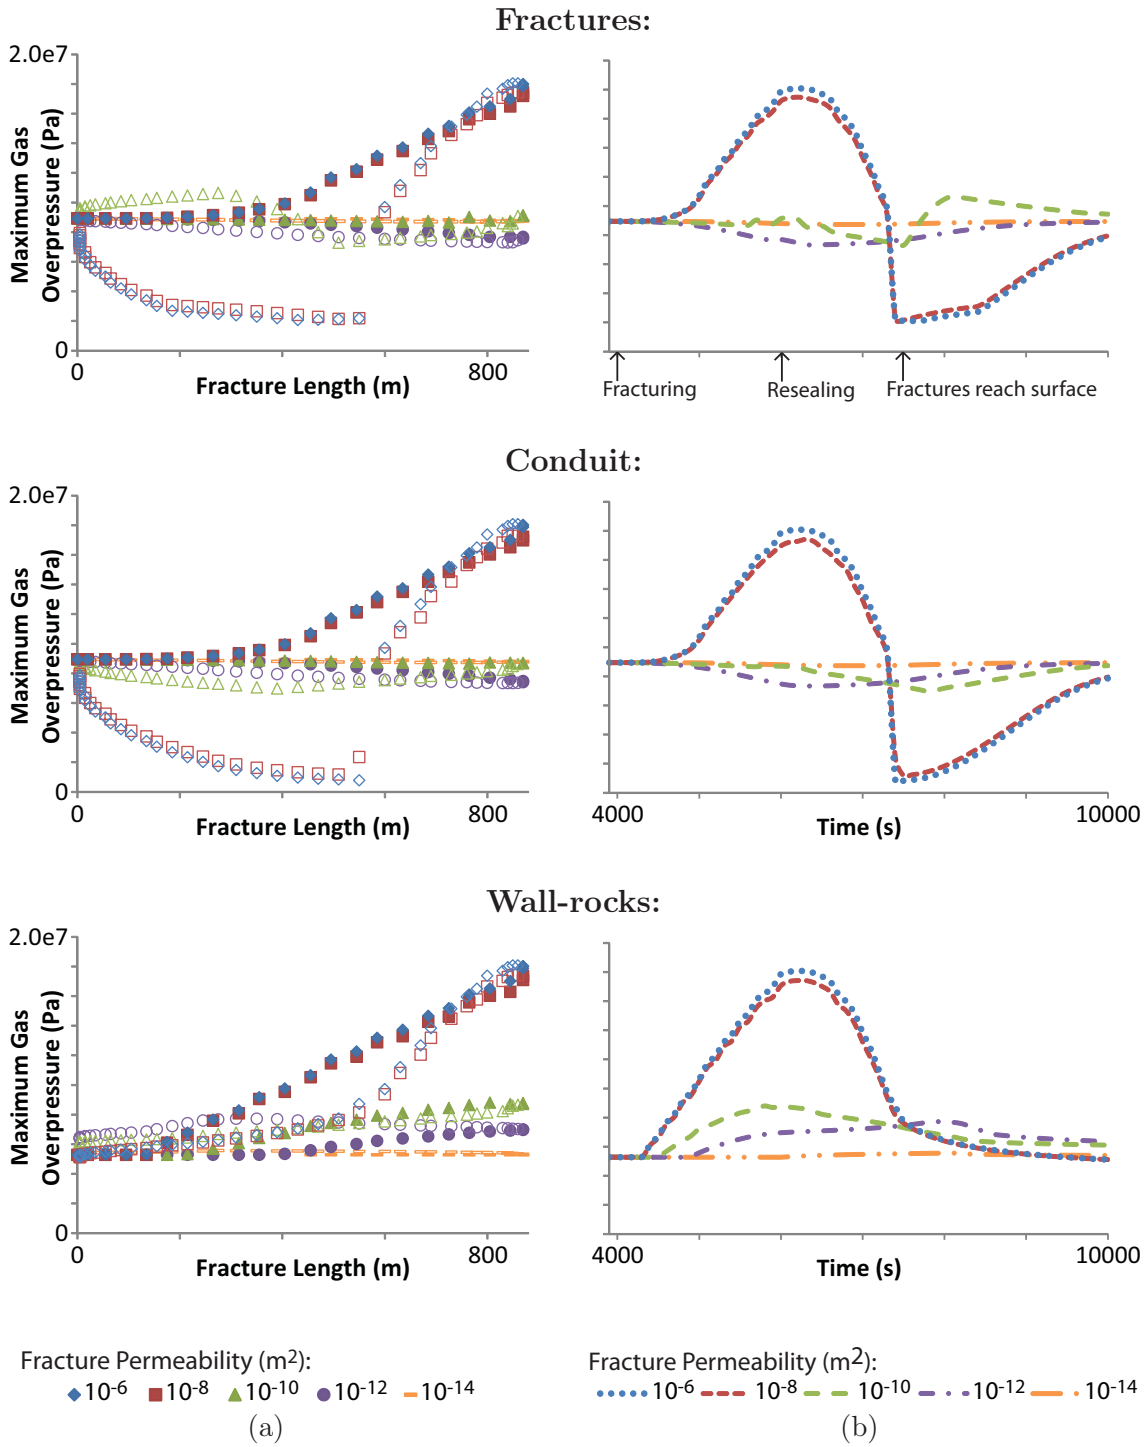 Fractures:
2.0e7
Maximum Gas
Overpressure (Pa)
0
0
800
Fracture Length (m)
Fracturing
Resealing
Fractures reach surface
Conduit:
2.0e7
Maximum Gas
Overpressure (Pa)
0
0
800
Fracture Length (m)
4000
10000
Time (s)
Wall-rocks:
2.0e7
Maximum Gas
Overpressure (Pa)
0
0
800
Fracture Length (m)
4000
10000
Time (s)
Fracture Permeability (m²):
10⁻⁶ 10⁻⁸ 10⁻¹⁰ 10⁻¹² 10⁻¹⁴
(a)
Fracture Permeability (m²):
10⁻⁶ 10⁻⁸ 10⁻¹⁰ 10⁻¹² 10⁻¹⁴
(b)